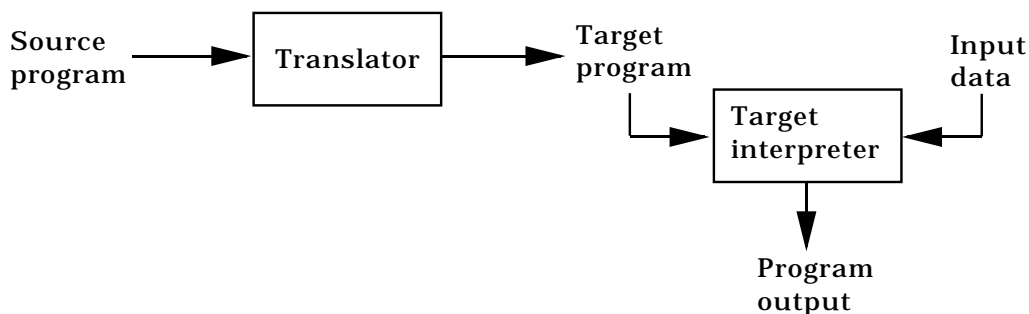 Source
program
Translator
Target
program
Input
data
Target
interpreter
Program
output